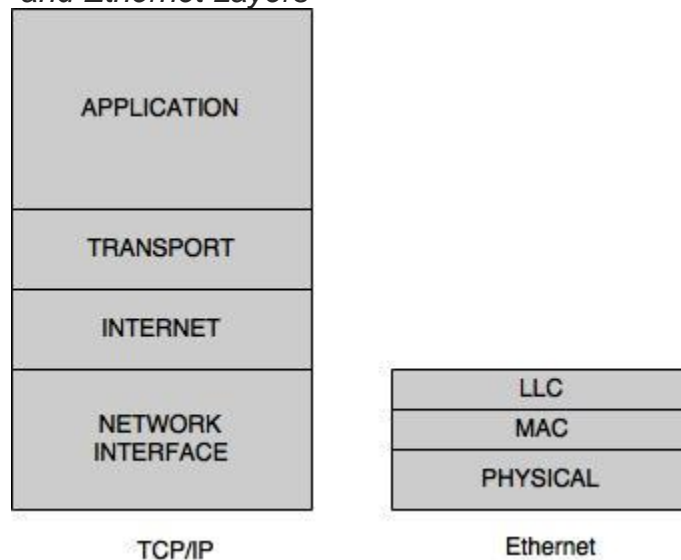 and Ethernet Layers
APPLICATION
TRANSPORT
INTERNET
NETWORK
INTERFACE
TCP/IP
LLC
MAC
PHYSICAL
Ethernet